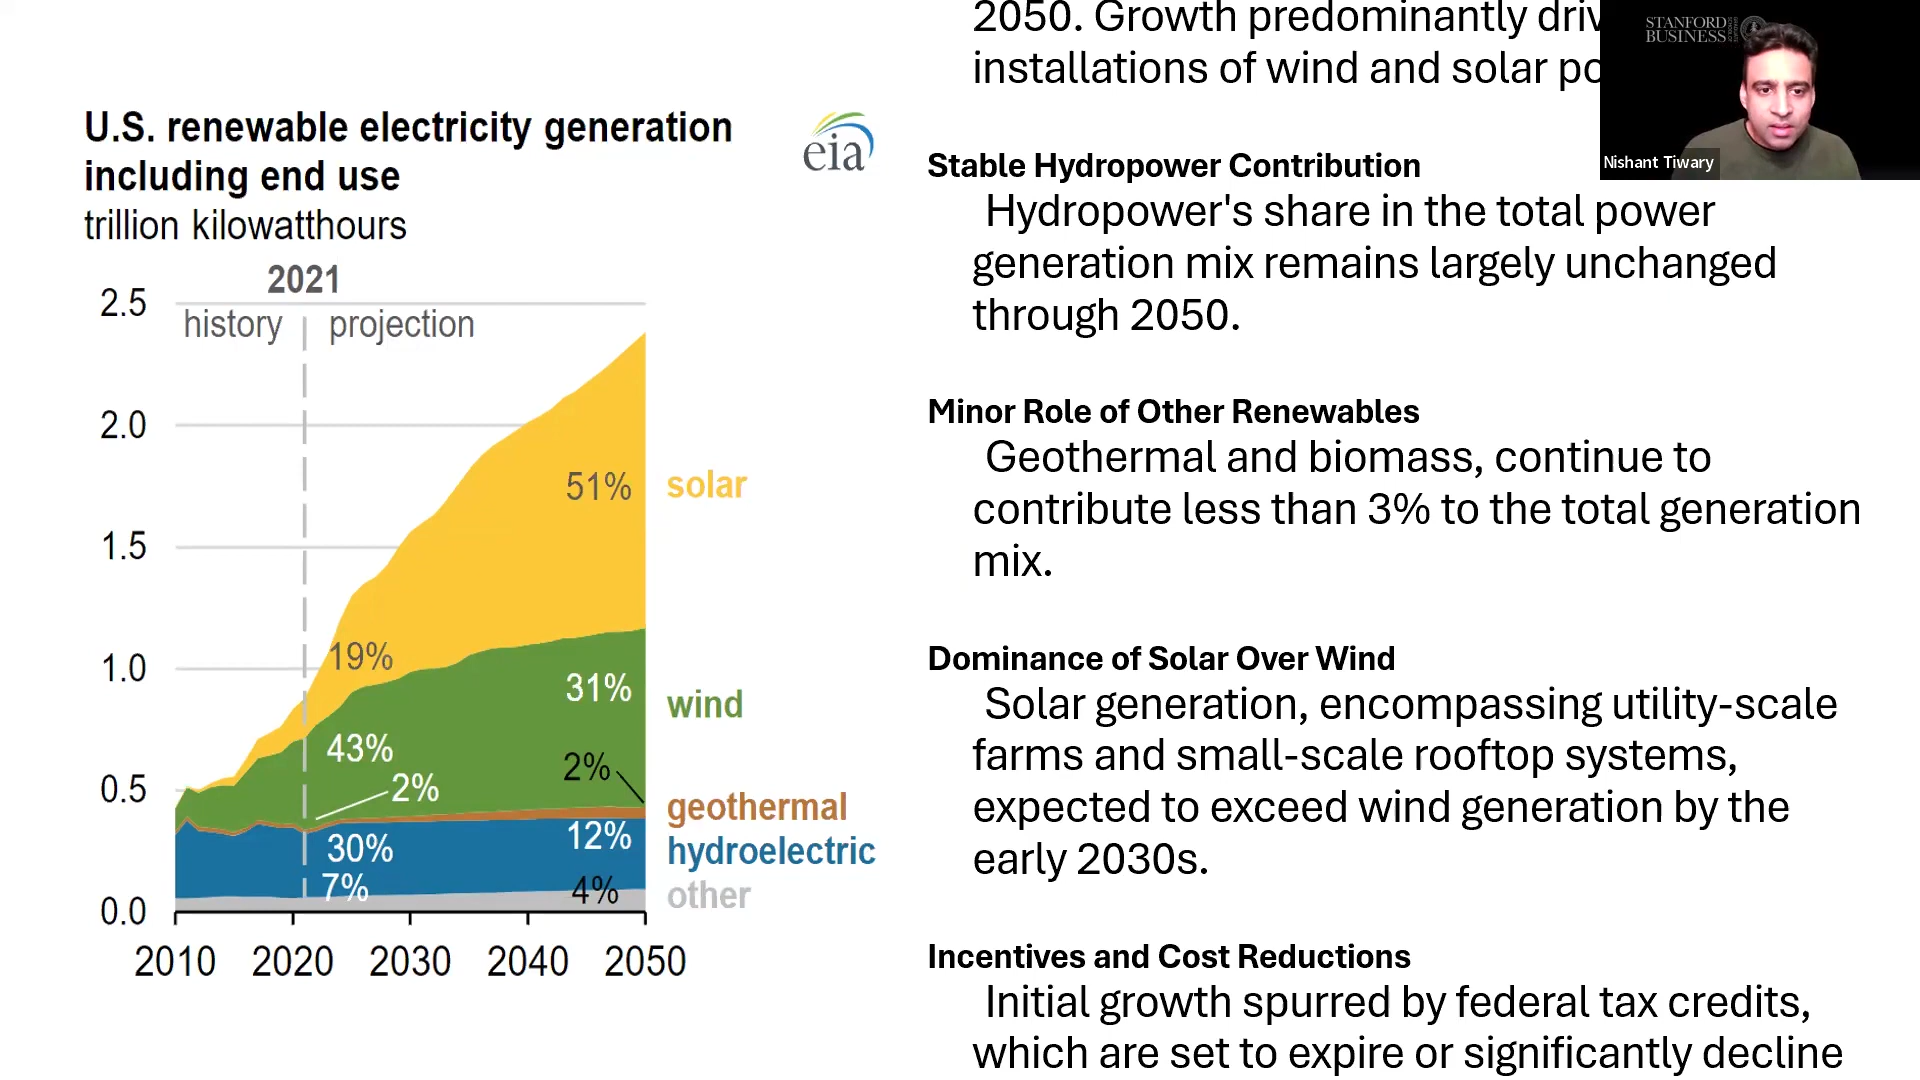 U.S. renewable electricity generation
including end use
trillion kilowatthours
eia
2021
history
projection
2.5
2.0
1.5
1.0
0.5
0.0
51%
solar
19%
31%
wind
43%
2%
2%
geothermal
30%
12%
hydroelectric
7%
4%
other
2010
2020
2030
2040
2050
2050. Growth predominantly
installations of wind and solar
Stable Hydropower Contribution
Hydropower's share in the total power
generation mix remains largely unchanged
through 2050.
Minor Role of Other Renewables
Geothermal and biomass, continue to
contribute less than 3% to the total generation
mix.
Dominance of Solar Over Wind
Solar generation, encompassing utility-scale
farms and small-scale rooftop systems,
expected to exceed wind generation by the
early 2030s.
Incentives and Cost Reductions
Initial growth spurred by federal tax credits,
which are set to expire or significantly decline
STANFORD
BUSINESS
Nishant Tiwary